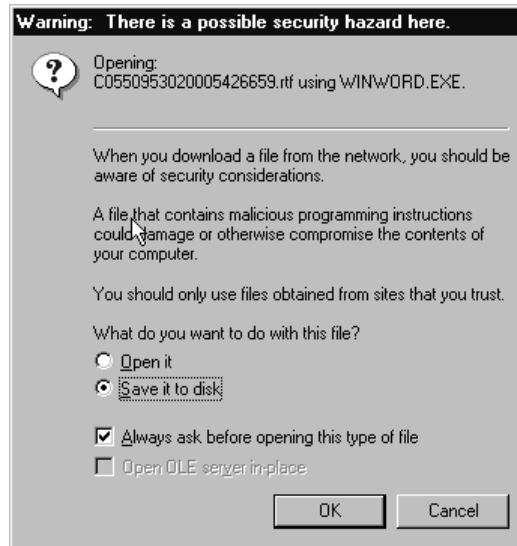 Warning: There is a possible security hazard here.
Opening:
C0550953020005426659.rtf using WINWORD.EXE.
When you download a file from the network, you should be
aware of security considerations.
A file that contains malicious programming instructions
could damage or otherwise compromise the contents of
your computer.
You should only use files obtained from sites that you trust.
What do you want to do with this file?
Open it
Save it to disk
Always ask before opening this type of file
Open OLE server in-place
OK Cancel